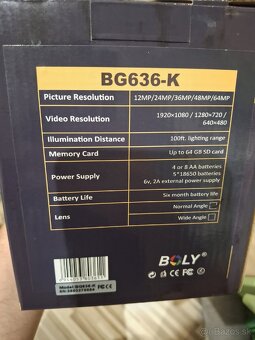 BG636-K
Picture Resolution 12MP/24MP/36MP/48MP/64MP
Video Resolution 1920×1080 / 1280×720 /
640×480
Illumination Distance 100ft. lighting range
Memory Card Up to 64 GB SD card
Power Supply 4 or 8 AA batteries
5*18650 batteries
6v, 2A external power supply
Battery Life Six month battery life
Lens Normal Angle
Wide Angle
BOLY
Model:BG636-K